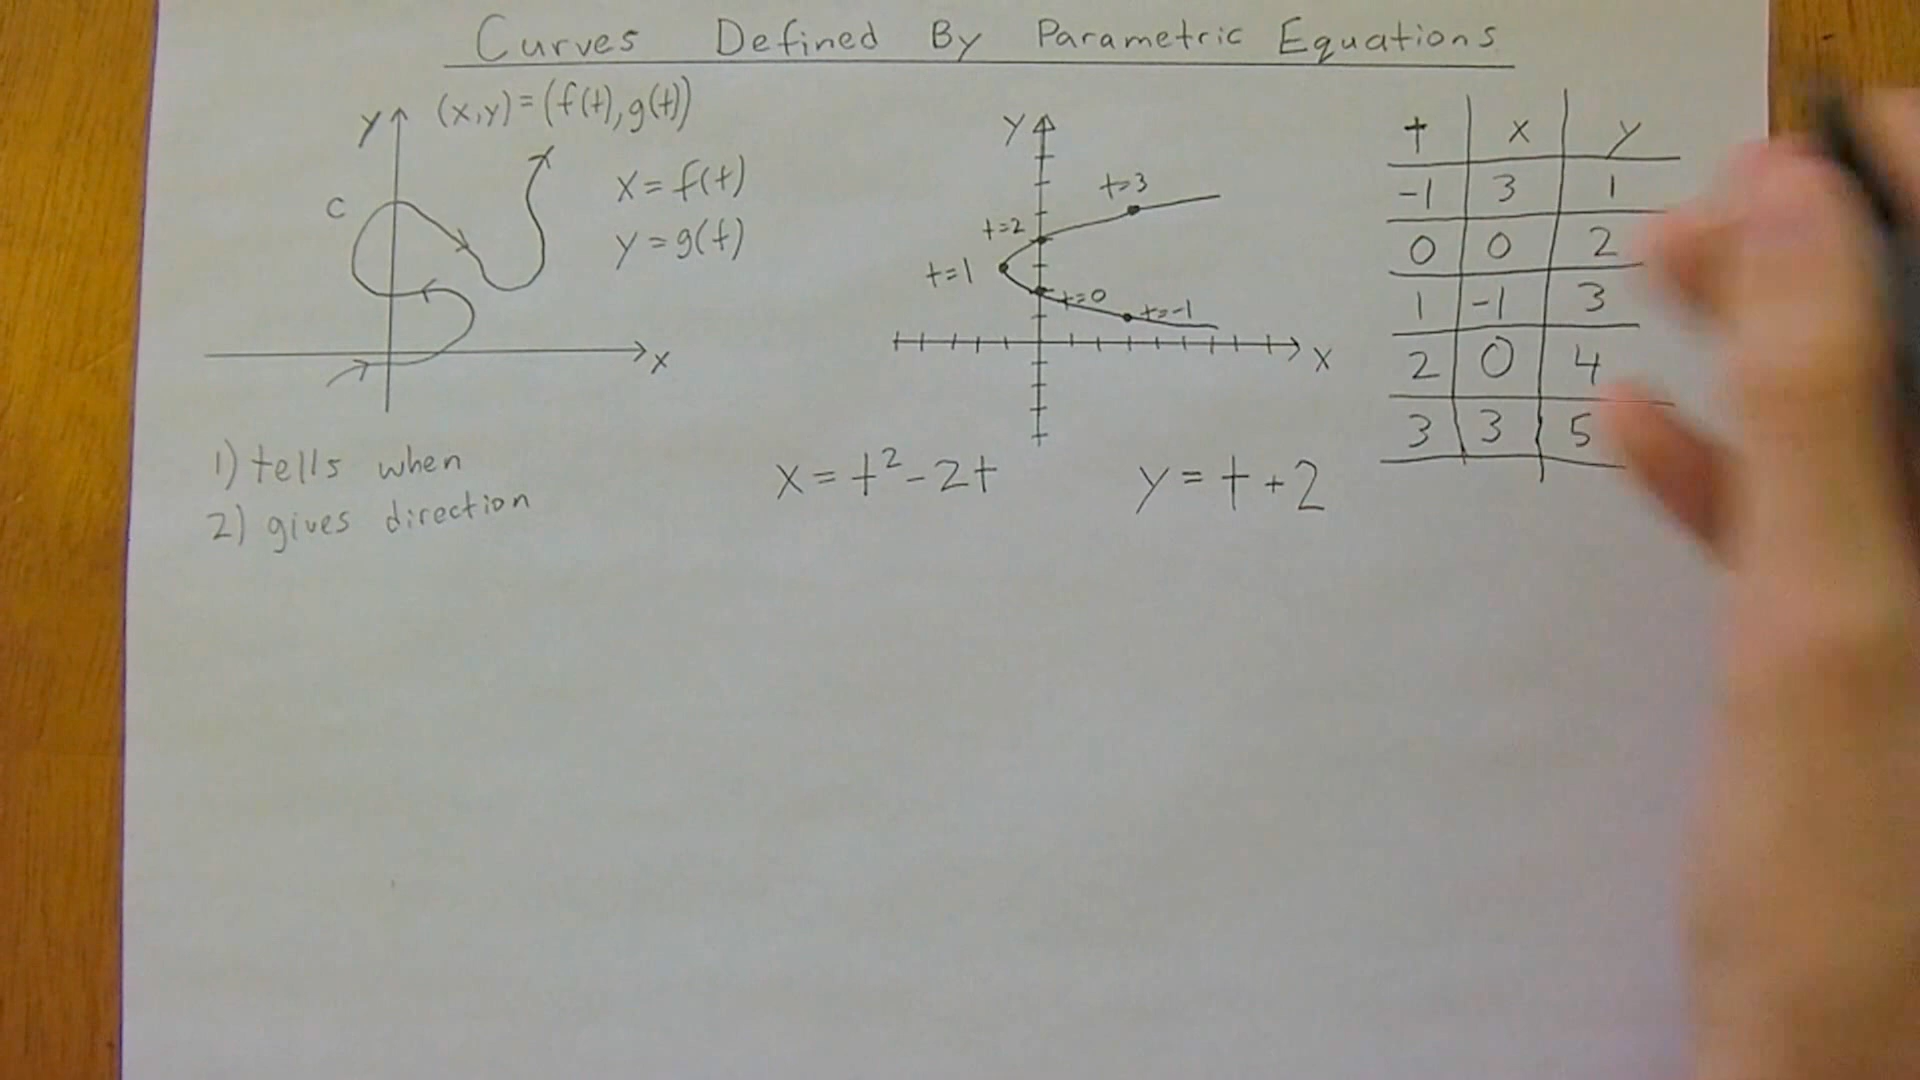 Curves Defined By Parametric Equations
(x,y)=(f(t),g(t))
y
x=f(t)
y=g(t)
C
x
1) tells when
2) gives direction
y
t=3
t=2
t=1
t=0
t=-1
x
x=t²-2t
y=t+2
t x y
-1 3 1
0 0 2
1 -1 3
2 0 4
3 3 5